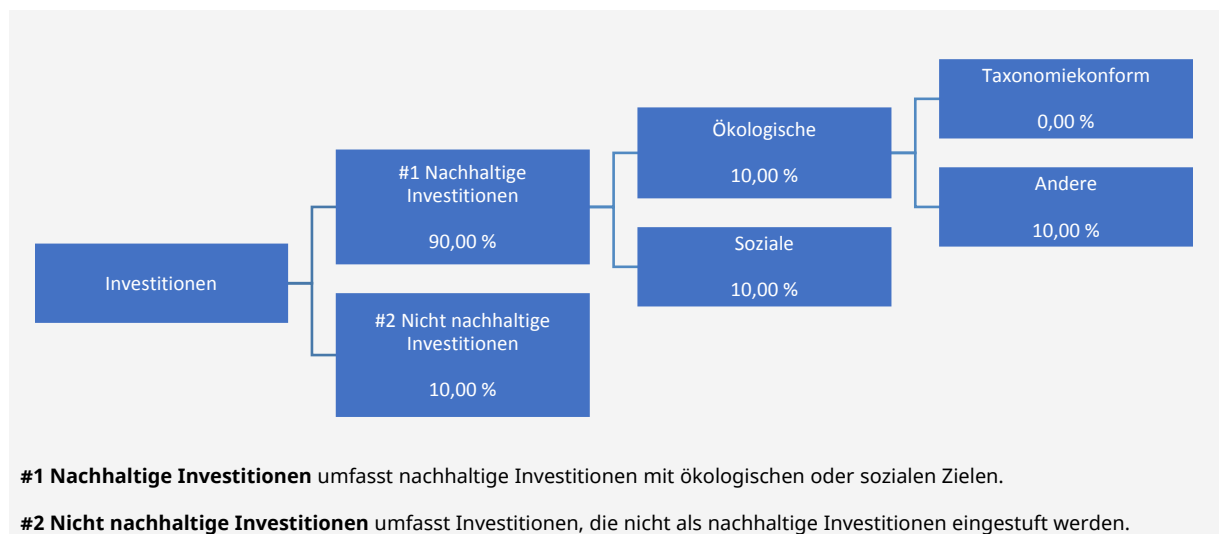 Investitionen
#1 Nachhaltige
Investitionen
90,00 %
#2 Nicht nachhaltige
Investitionen
10,00 %
Ökologische
10,00 %
Soziale
10,00 %
Taxonomiekonform
0,00 %
Andere
10,00 %
#1 Nachhaltige Investitionen umfasst nachhaltige Investitionen mit ökologischen oder sozialen Zielen.
#2 Nicht nachhaltige Investitionen umfasst Investitionen, die nicht als nachhaltige Investitionen eingestuft werden.